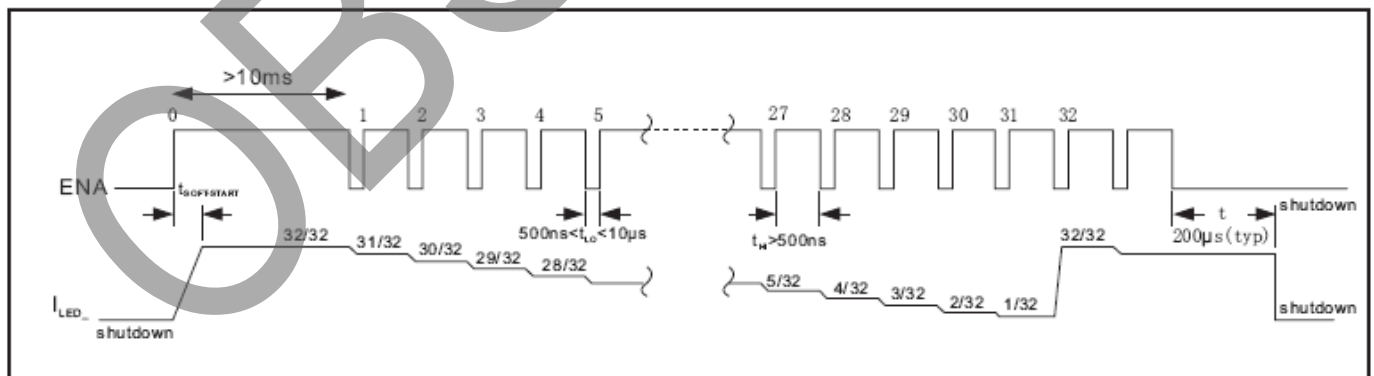 OBS
>10ms
0 1 2 3 4 5 27 28 29 30 31 32
ENA
tSOFTSTART
500ns<tLO<10μs
tHI>500ns
t
200μs(typ)
shutdown
32/32 31/32 30/32 29/32 28/32 5/32 4/32 3/32 2/32 1/32 32/32
ILED_
shutdown
shutdown